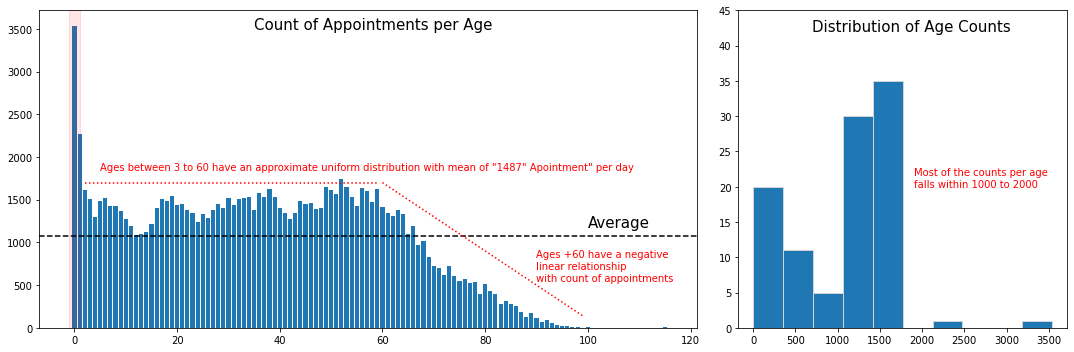 Count of Appointments per Age
3500
3000
2500
2000
1500
1000
500
0
Ages between 3 to 60 have an approximate uniform distribution with mean of "1487" Apointment" per day
Average
Ages +60 have a negative
linear relationship
with count of appointments
0 20 40 60 80 100 120
Distribution of Age Counts
45
40
35
30
25
20
15
10
5
0
Most of the counts per age
falls within 1000 to 2000
0 500 1000 1500 2000 2500 3000 3500